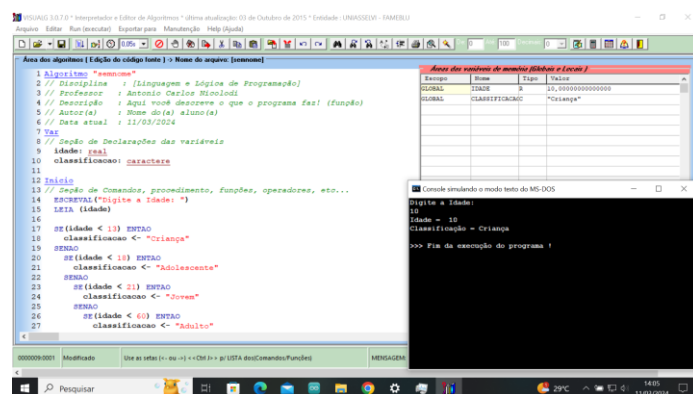 VISUALG 3.0.7.0 * Interpretador e Editor de Algoritmos * última atualização: 03 de Outubro de 2015 * Entidade : UNIASSELVI - FAMEBLU
Arquivo Editar Run (executar) Exportar para Manutenção Help (Ajuda)
0 100 0
Área dos algoritmos ( Edição do código fonte ) -> Nome do arquivo: [semnome]
1 Algoritmo "semnome"
2 // Disciplina : [Linguagem e Lógica de Programação]
3 // Professor : Antonio Carlos Nicolodi
4 // Descrição : Aqui você descreve o que o programa faz! (função)
5 // Autor(a) : Nome do(a) aluno(a)
6 // Data atual : 11/03/2024
7 Var
8 // Seção de Declarações das variáveis
9 idade: real
10 classificacao: caractere
11
12 Inicio
13 // Seção de Comandos, procedimento, funções, operadores, etc...
14 ESCREVAL("Digite a Idade: ")
15 LEIA (idade)
16
17 SE(idade < 13) ENTAO
18 classificacao <- "Criança"
19 SENAO
20 SE(idade < 18) ENTAO
21 classificacao <- "Adolescente"
22 SENAO
23 SE(idade < 21) ENTAO
24 classificacao <- "Jovem"
25 SENAO
26 SE(idade < 60) ENTAO
27 classificacao <- "Adulto"
Áreas das variáveis de memória (Globais e Locais)
Escopo Nome Tipo Valor
GLOBAL IDADE R 10,00000000000000
GLOBAL CLASSIFICACAO C "Criança"
Console simulando o modo texto do MS-DOS
Digite a Idade:
10
Idade = 10
Classificação = Criança
>>> Fim da execução do programa !
0000009:0001 Modificado Use as setas (<- ou ->) <<Ctrl J>> p/ LISTA dos(Comandos/Funções) MENSAGEM
Pesquisar 29°C 14:05
11/03/2024